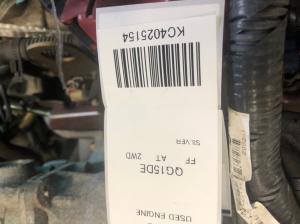 USED ENGINE
QG15DE
FF AT 2WD
SILVER
KC4025154